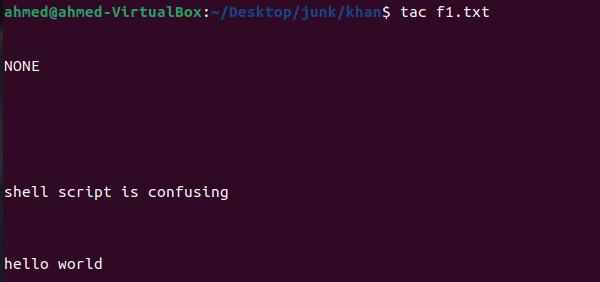 ahmed@ahmed-VirtualBox:~/Desktop/junk/khan$ tac f1.txt
NONE
shell script is confusing
hello world